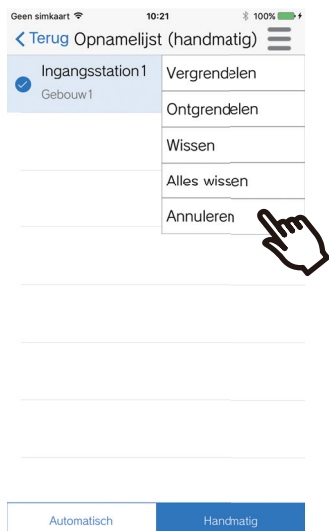 Geen simkaart 10:21 100%
Terug Opnamelijst (handmatig)
Ingangsstation1
Gebouw1
Vergrendelen
Ontgrendelen
Wissen
Alles wissen
Annuleren
Automatisch Handmatig